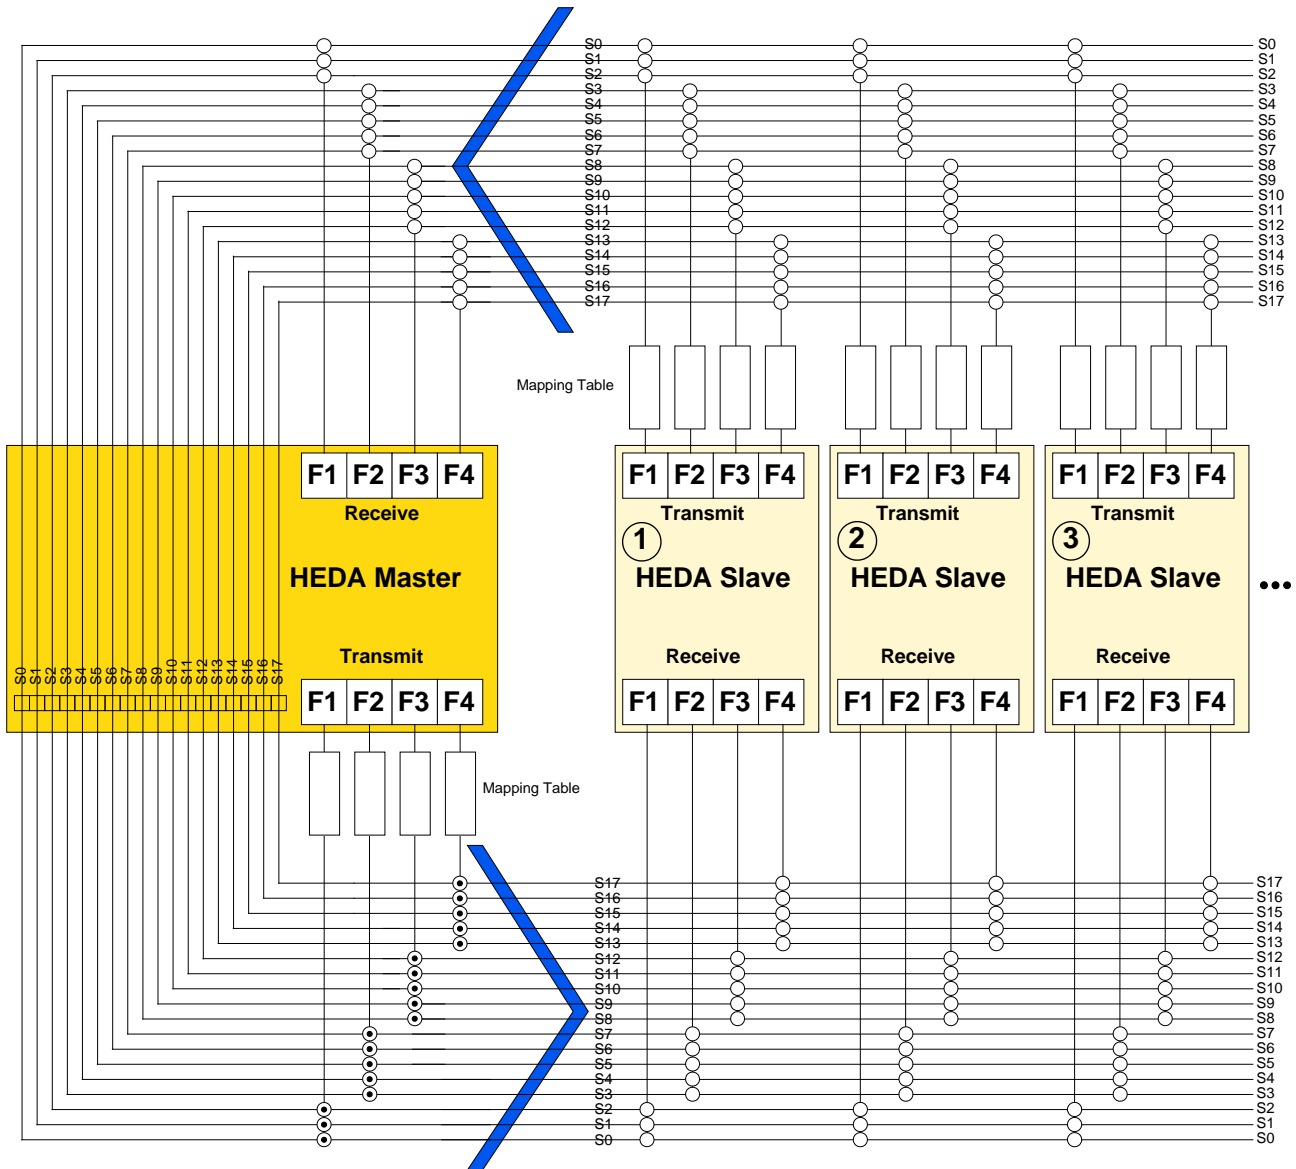 S0 S0
S1 S1
S2 S2
S3 S3
S4 S4
S5 S5
S6 S6
S7 S7
S8 S8
S9 S9
S10 S10
S11 S11
S12 S12
S13 S13
S14 S14
S15 S15
S16 S16
S17 S17
Mapping Table
F1 F2 F3 F4 F1 F2 F3 F4 F1 F2 F3 F4 F1 F2 F3 F4
Receive Transmit Transmit Transmit
1 2 3
HEDA Master HEDA Slave HEDA Slave HEDA Slave ...
Transmit Receive Receive Receive
S0 S1 S2 S3 S4 S5 S6 S7 S8 S9 S10 S11 S12 S13 S14 S15 S16 S17
F1 F2 F3 F4 F1 F2 F3 F4 F1 F2 F3 F4 F1 F2 F3 F4
Mapping Table
S17 S17
S16 S16
S15 S15
S14 S14
S13 S13
S12 S12
S11 S11
S10 S10
S9 S9
S8 S8
S7 S7
S6 S6
S5 S5
S4 S4
S3 S3
S2 S2
S1 S1
S0 S0